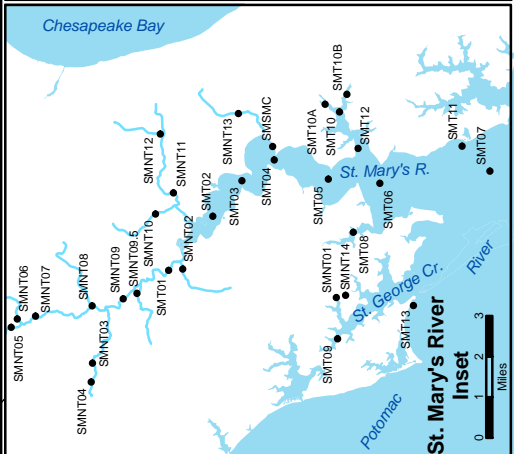 Chesapeake Bay
SMT10B
SMT10A
SMT10
SMT12
SMT11
SMT07
SMNT13
SMSMC
SMT04
SMNT12
SMNT11
SMT02
SMT03
SMT05
St. Mary's R.
SMT06
SMNT10
SMNT02
SMT01
SMNT09.5
SMNT09
SMNT08
SMNT07
SMNT06
SMNT05
SMNT03
SMNT04
SMT08
SMNT01
SMNT14
St. George Cr.
SMT09
SMT13
River
Potomac
St. Mary's River
Inset
0 1 2 3
Miles